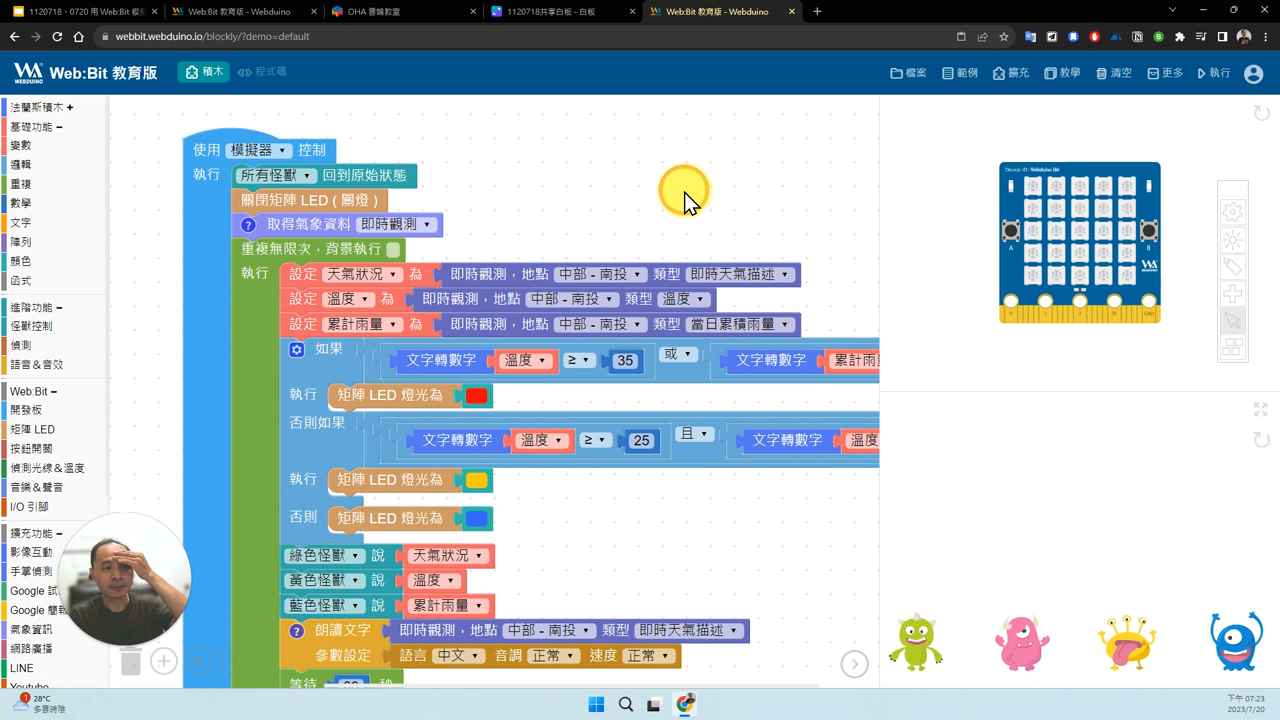 1120718 - 0720 用 Web:Bit 模
Web:Bit 教育版 - Webduino
OHA 雲端教室
1120718共享白板 - 白板
Web:Bit 教育版 - Webduino
webbit.webduino.io/blockly/?demo=default
WEBDUINO
Web:Bit 教育版
積木
程式碼
檔案
範例
擴充
教學
清空
更多
執行
法蘭斯積木
基礎功能
變數
邏輯
重複
數學
文字
陣列
顏色
函式
進階功能
怪獸控制
偵測
語音＆音效
Web:Bit
開發板
矩陣 LED
按鈕開關
偵測光線＆溫度
音樂＆聲音
I/O 引腳
擴充功能
影像互動
手掌偵測
Google 試
Google 簡報
氣象資訊
網路廣播
LINE
Youtube
使用 模擬器 控制
執行 所有怪獸 回到原始狀態
關閉矩陣 LED ( 關燈 )
? 取得氣象資料 即時觀測
重複無限次，背景執行
執行 設定 天氣狀況 為 即時觀測，地點 中部 - 南投 類型 即時天氣描述
設定 溫度 為 即時觀測，地點 中部 - 南投 類型 溫度
設定 累計雨量 為 即時觀測，地點 中部 - 南投 類型 當日累積雨量
如果 文字轉數字 溫度 ≥ 35 或 文字轉數字 累計雨
執行 矩陣 LED 燈光為
否則如果 文字轉數字 溫度 ≥ 25 且 文字轉數字 溫度
執行 矩陣 LED 燈光為
否則 矩陣 LED 燈光為
綠色怪獸 說 天氣狀況
黃色怪獸 說 溫度
藍色怪獸 說 累計雨量
? 朗讀文字 即時觀測，地點 中部 - 南投 類型 即時天氣描述
參數設定 語言 中文 音調 正常 速度 正常
等待 秒
Device ID: Webduino Bit
A
B
28°C
多雲時陰
下午 07:23
2023/7/20